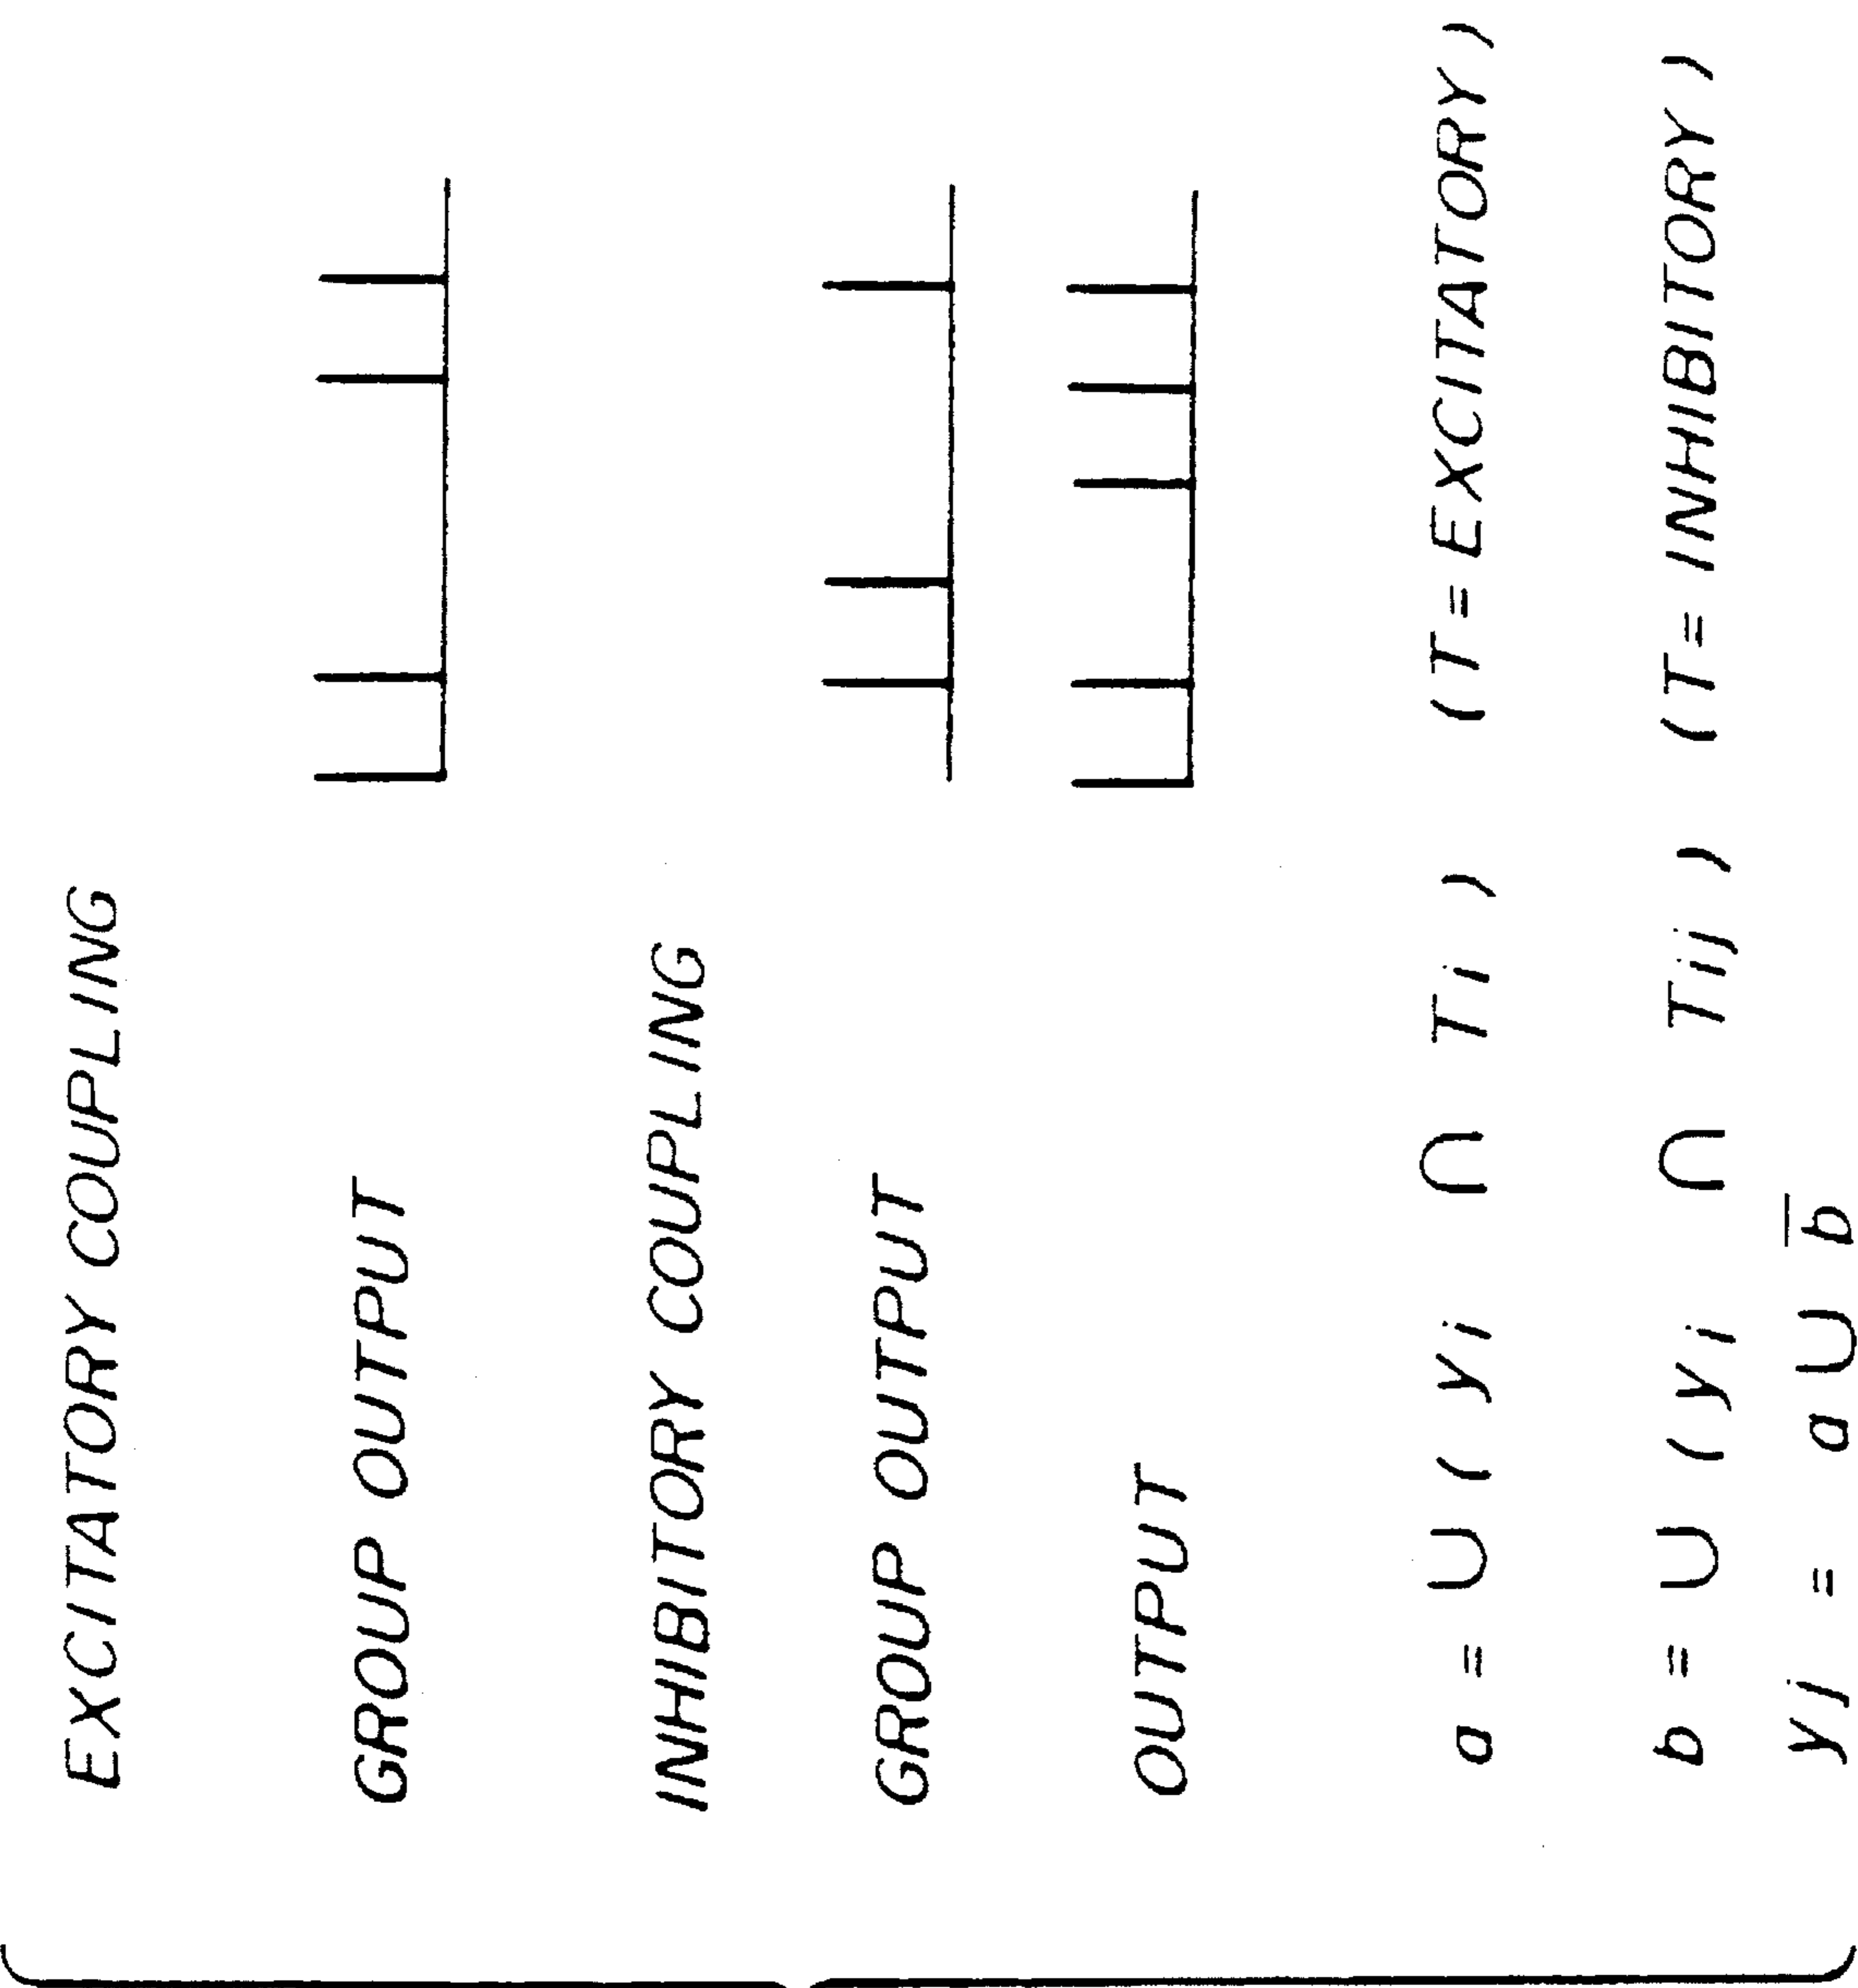 EXCITATORY COUPLING
GROUP OUTPUT
INHIBITORY COUPLING
GROUP OUTPUT
OUTPUT
a = ∪ ( yi ∩ Ti ) (T = EXCITATORY)
b = ∪ ( yi ∩ Tij ) (T = INHIBITORY)
yj = a ∪ b̅